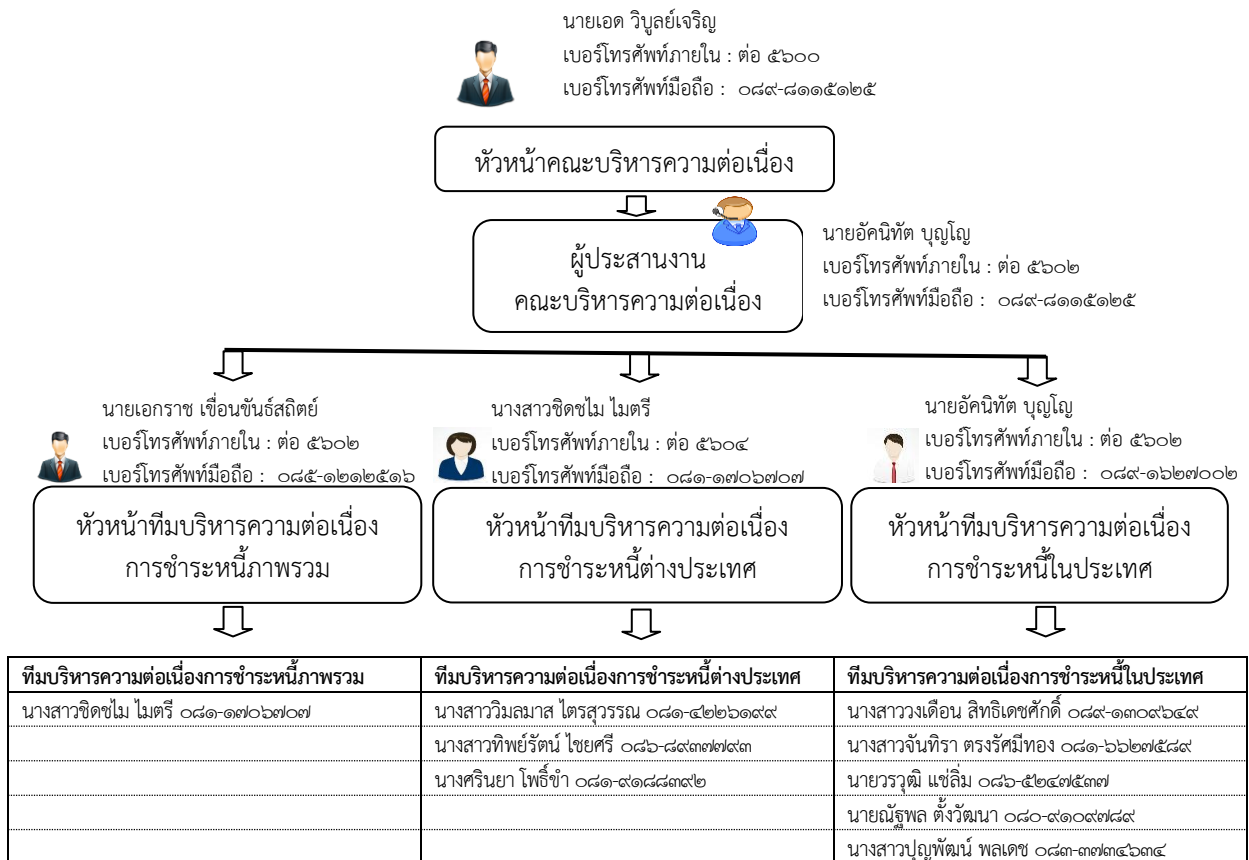 นายเอด วิบูลย์เจริญ
เบอร์โทรศัพท์ภายใน : ต่อ ๕๖๐๐
เบอร์โทรศัพท์มือถือ : ๐๘๙-๘๑๑๕๑๒๕
หัวหน้าคณะบริหารความต่อเนื่อง
ผู้ประสานงาน
คณะบริหารความต่อเนื่อง
นายอัคนิทัต บุญโญ
เบอร์โทรศัพท์ภายใน : ต่อ ๕๖๐๒
เบอร์โทรศัพท์มือถือ : ๐๘๙-๘๑๑๕๑๒๕
นายเอกราช เขื่อนขันธ์สถิตย์
เบอร์โทรศัพท์ภายใน : ต่อ ๕๖๐๒
เบอร์โทรศัพท์มือถือ : ๐๘๕-๑๒๑๒๕๑๖
หัวหน้าทีมบริหารความต่อเนื่อง
การชำระหนี้ภาพรวม
นางสาวชิดชไม ไมตรี
เบอร์โทรศัพท์ภายใน : ต่อ ๕๖๐๔
เบอร์โทรศัพท์มือถือ : ๐๘๑-๑๗๐๖๗๐๗
หัวหน้าทีมบริหารความต่อเนื่อง
การชำระหนี้ต่างประเทศ
นายอัคนิทัต บุญโญ
เบอร์โทรศัพท์ภายใน : ต่อ ๕๖๐๒
เบอร์โทรศัพท์มือถือ : ๐๘๙-๑๖๒๗๐๐๒
หัวหน้าทีมบริหารความต่อเนื่อง
การชำระหนี้ในประเทศ
ทีมบริหารความต่อเนื่องการชำระหนี้ภาพรวม
นางสาวชิดชไม ไมตรี ๐๘๑-๑๗๐๖๗๐๗
ทีมบริหารความต่อเนื่องการชำระหนี้ต่างประเทศ
นางสาววิมลมาส ไตรสุวรรณ ๐๘๑-๔๒๒๖๑๙๙
นางสาวทิพย์รัตน์ ไชยศรี ๐๘๖-๘๙๓๗๗๙๓
นางศรินยา โพธิ์ขำ ๐๘๑-๙๑๘๘๓๙๒
ทีมบริหารความต่อเนื่องการชำระหนี้ในประเทศ
นางสาววงเดือน สิทธิเดชศักดิ์ ๐๘๙-๑๓๐๙๖๔๙
นางสาวจันทิรา ตรงรัศมีทอง ๐๘๑-๖๖๒๗๕๘๙
นายวรวุฒิ แซ่ลิ่ม ๐๘๖-๕๒๔๗๕๓๗
นายณัฐพล ตั้งวัฒนา ๐๘๐-๙๑๐๙๗๘๙
นางสาวปุญพัฒน์ พลเดช ๐๘๓-๓๗๓๔๖๓๔